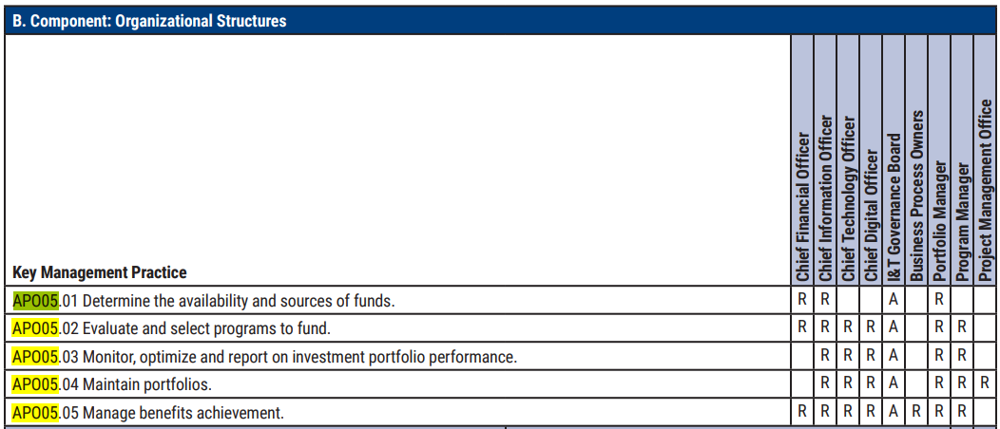 B. Component: Organizational Structures
Key Management Practice
Chief Financial Officer
Chief Information Officer
Chief Technology Officer
Chief Digital Officer
I&T Governance Board
Business Process Owners
Portfolio Manager
Program Manager
Project Management Office
APO05.01 Determine the availability and sources of funds. R R A R
APO05.02 Evaluate and select programs to fund. R R R R A R R
APO05.03 Monitor, optimize and report on investment portfolio performance. R R R A R R
APO05.04 Maintain portfolios. R R R A R R R
APO05.05 Manage benefits achievement. R R R R A R R R